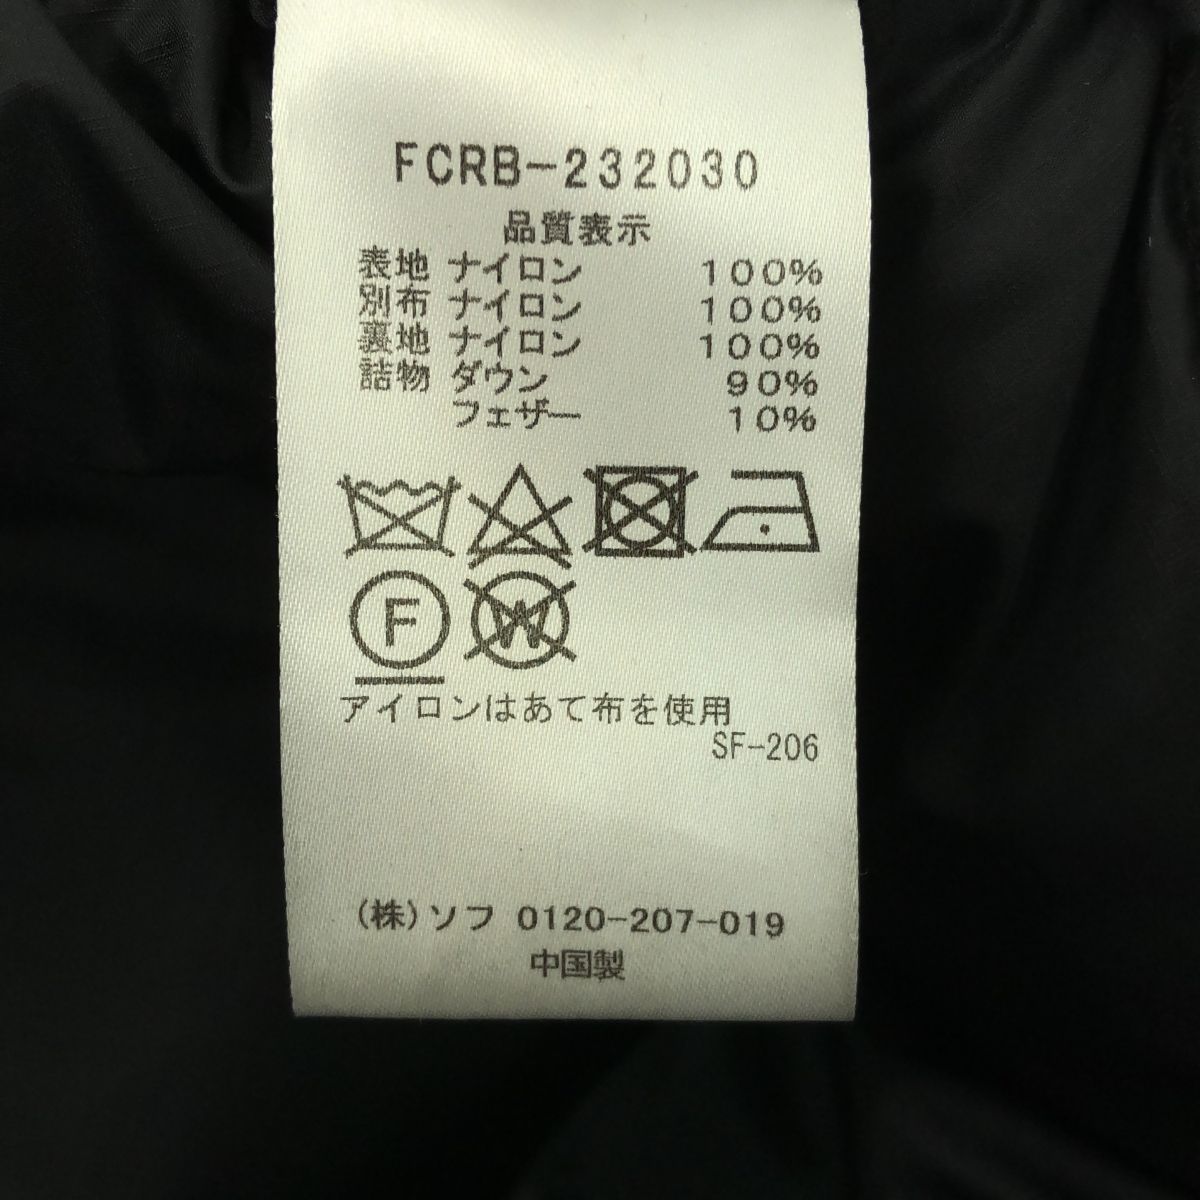 FCRB-232030
品質表示
表地 ナイロン 100%
別布 ナイロン 100%
裏地 ナイロン 100%
詰物 ダウン 90%
フェザー 10%
F W
アイロンはあて布を使用
SF-206
(株)ソフ 0120-207-019
中国製